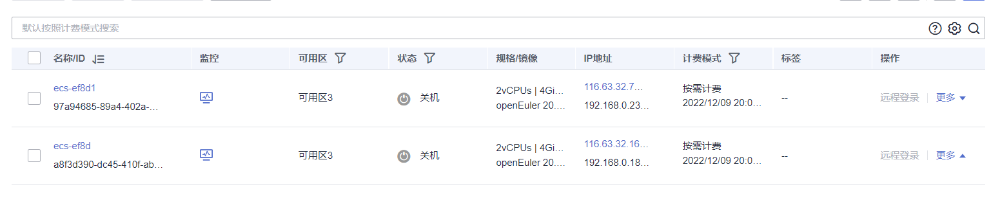 默认按照计费模式搜索
名称/ID 监控 可用区 状态 规格/镜像 IP地址 计费模式 标签 操作
ecs-ef8d1
97a94685-89a4-402a-...
可用区3
关机
2vCPUs | 4Gi...
openEuler 20....
116.63.32.7...
192.168.0.23...
按需计费
2022/12/09 20:0...
--
远程登录 更多
ecs-ef8d
a8f3d390-dc45-410f-ab...
可用区3
关机
2vCPUs | 4Gi...
openEuler 20....
116.63.32.16...
192.168.0.18...
按需计费
2022/12/09 20:0...
--
远程登录 更多